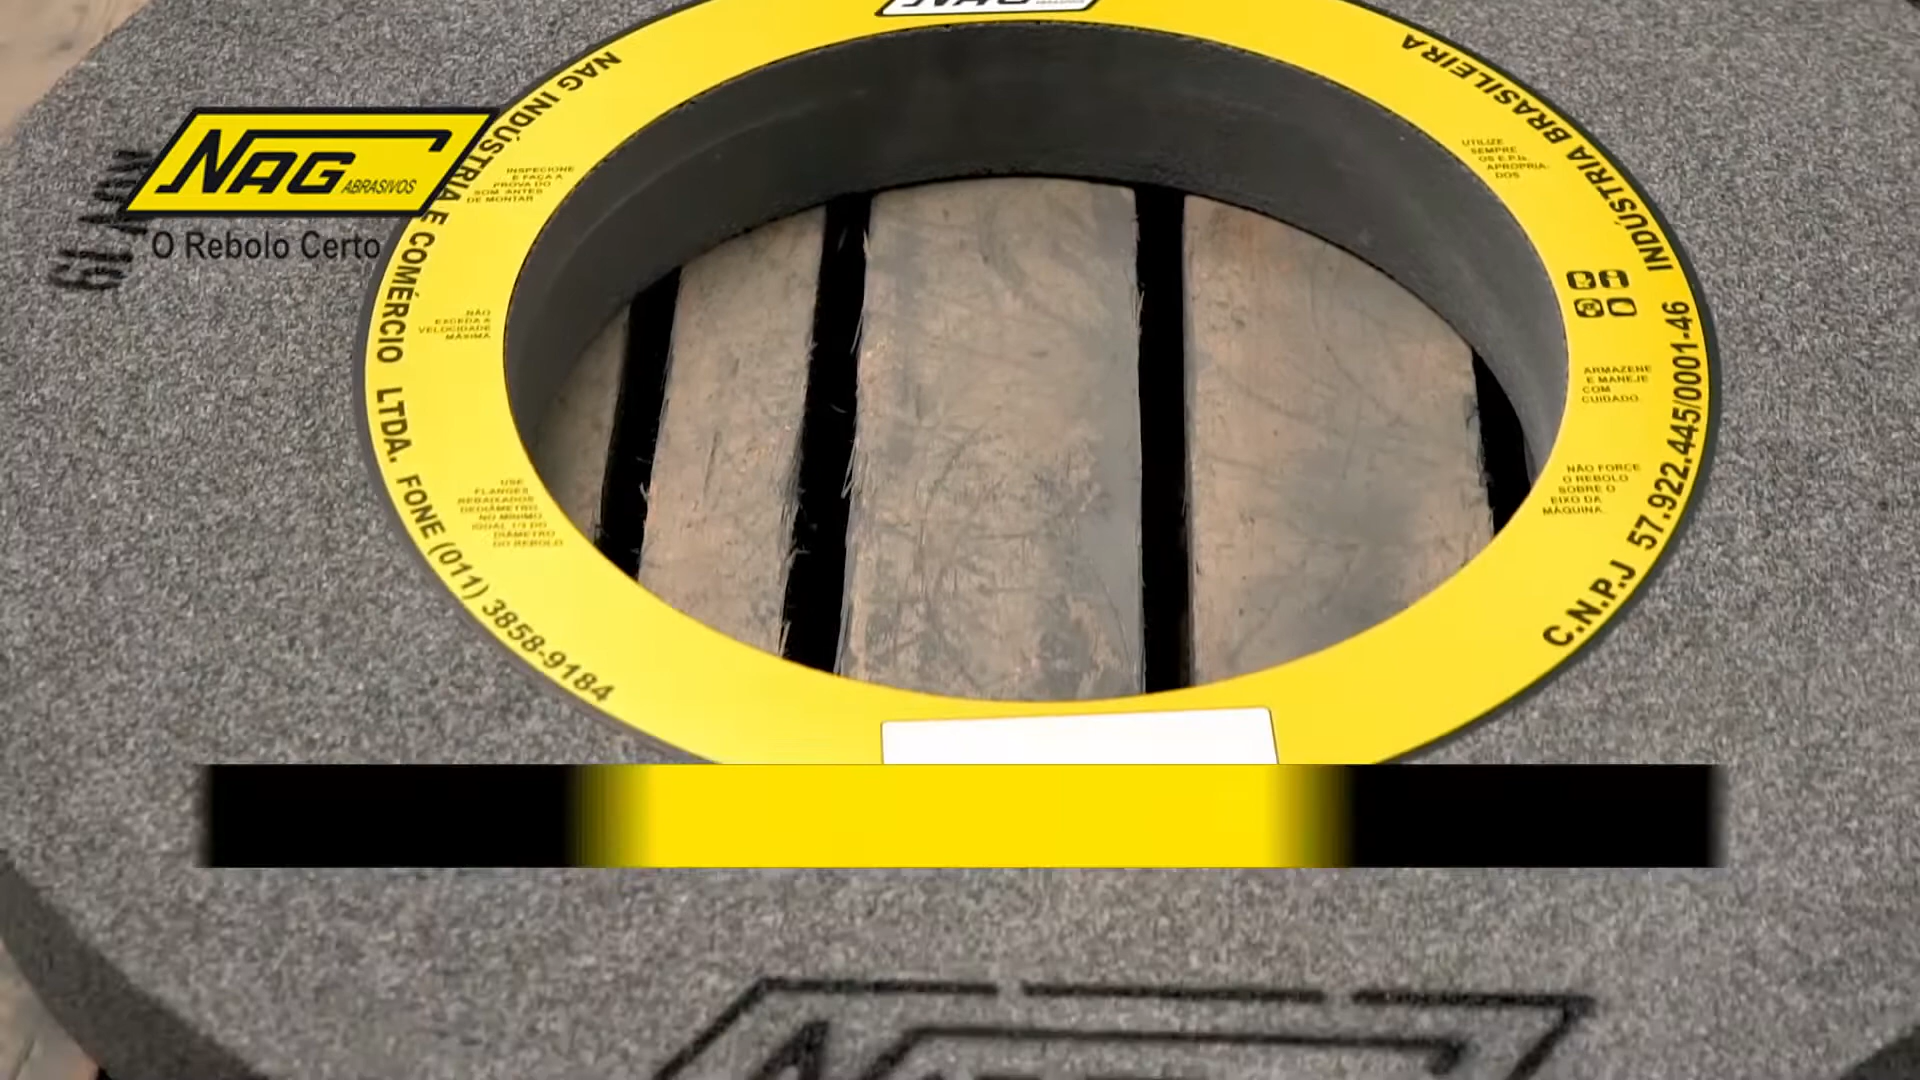 NAG
NAG ABRASIVOS
O Rebolo Certo
NAG INDÚSTRIA E COMÉRCIO LTDA. FONE (011) 3858-9184
INSPECIONE
E FAÇA A
PROVA DO
SOM ANTES
DE MONTAR
NÃO
EXCEDA A
VELOCIDADE
MÁXIMA
USE
FLANGES
REBAIXADOS
DEDIÂMETRO
NO MÍNIMO
IGUAL 1/3 DO
DIÂMETRO
DO REBOLO
INDÚSTRIA BRASILEIRA
UTILIZE
SEMPRE
OS E.P.Is.
APROPRIA-
DOS
ARMAZENE
E MANEJE
COM
CUIDADO.
NÃO FORCE
O REBOLO
SOBRE O
EIXO DA
MÁQUINA.
C.N.P.J 57.922.445/0001-46